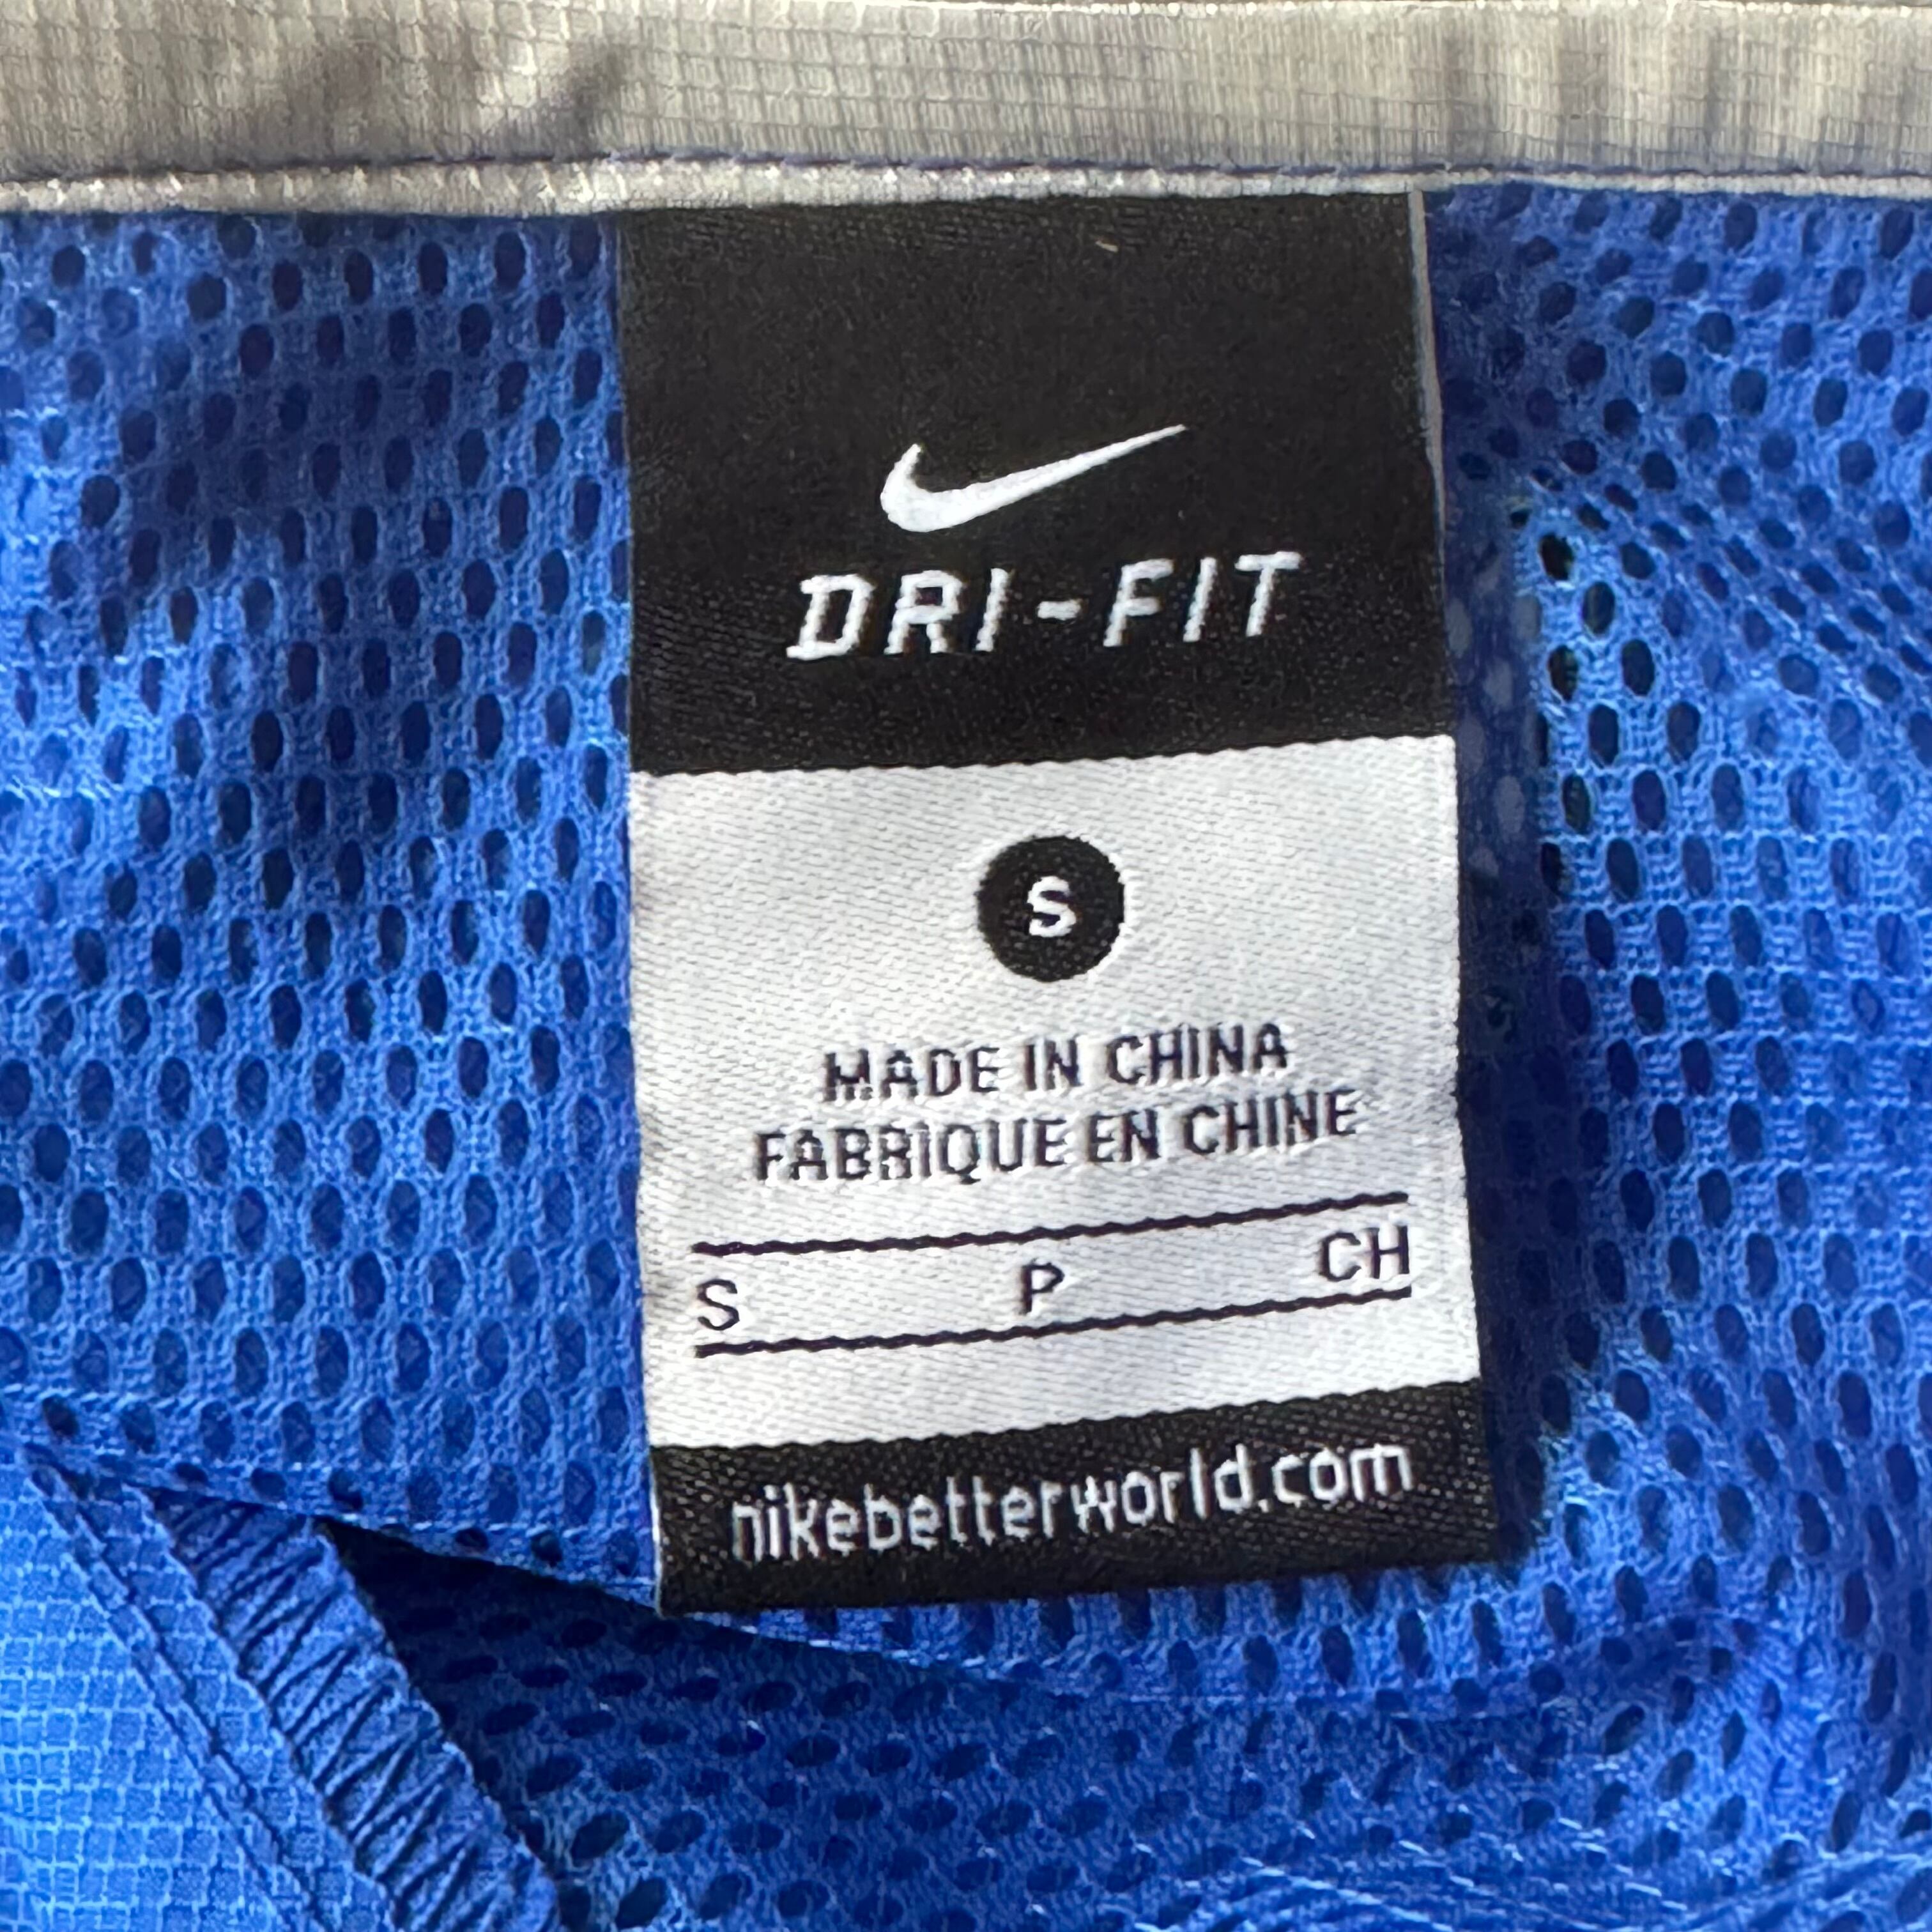 DRI-FIT
S
MADE IN CHINA
FABRIQUE EN CHINE
S P CH
nikebetterworld.com